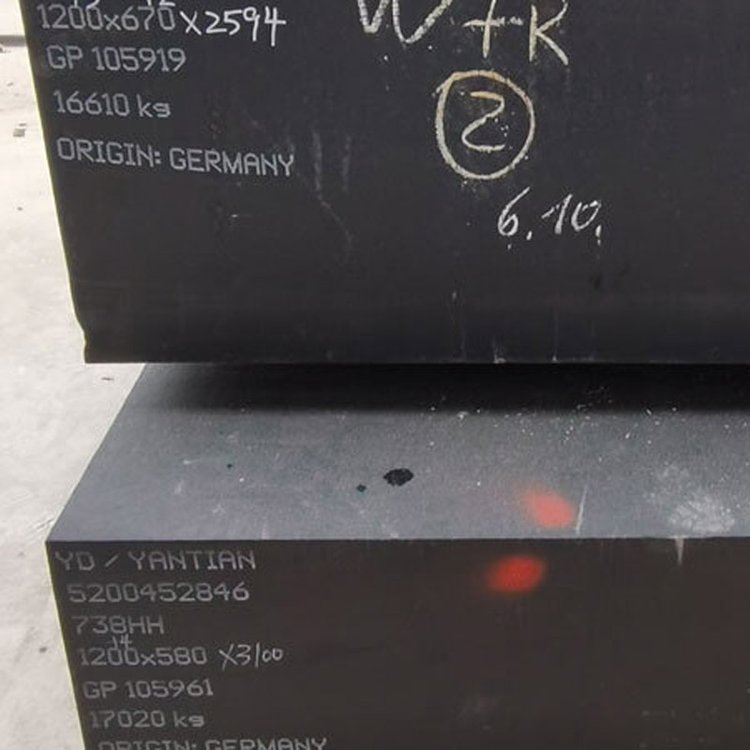 1200x670 X2594
GP 105919
16610 kg
ORIGIN: GERMANY
W+R
2
6.10.
YD / YANTIAN
5200452846
738HH
14
1200x580 X3100
GP 105961
17020 kg
ORIGIN: GERMANY